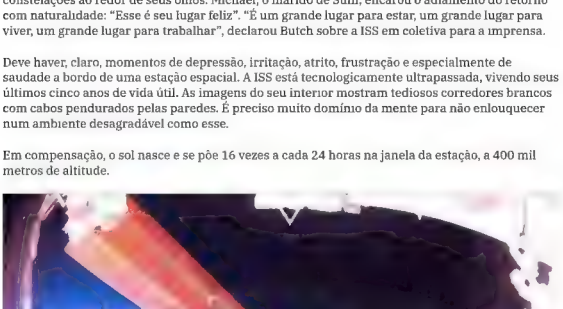 constelações ao redor de seus olhos. Michael, o marido de Suni, encarou o adiamento do retorno
com naturalidade: “Esse é seu lugar feliz”. “É um grande lugar para estar, um grande lugar para
viver, um grande lugar para trabalhar”, declarou Butch sobre a ISS em coletiva para a imprensa.
Deve haver, claro, momentos de depressão, irritação, atrito, frustração e especialmente de
saudade a bordo de uma estação espacial. A ISS está tecnologicamente ultrapassada, vivendo seus
últimos cinco anos de vida útil. As imagens do seu interior mostram tediosos corredores brancos
com cabos pendurados pelas paredes. É preciso muito domínio da mente para não enlouquecer
num ambiente desagradável como esse.
Em compensação, o sol nasce e se põe 16 vezes a cada 24 horas na janela da estação, a 400 mil
metros de altitude.